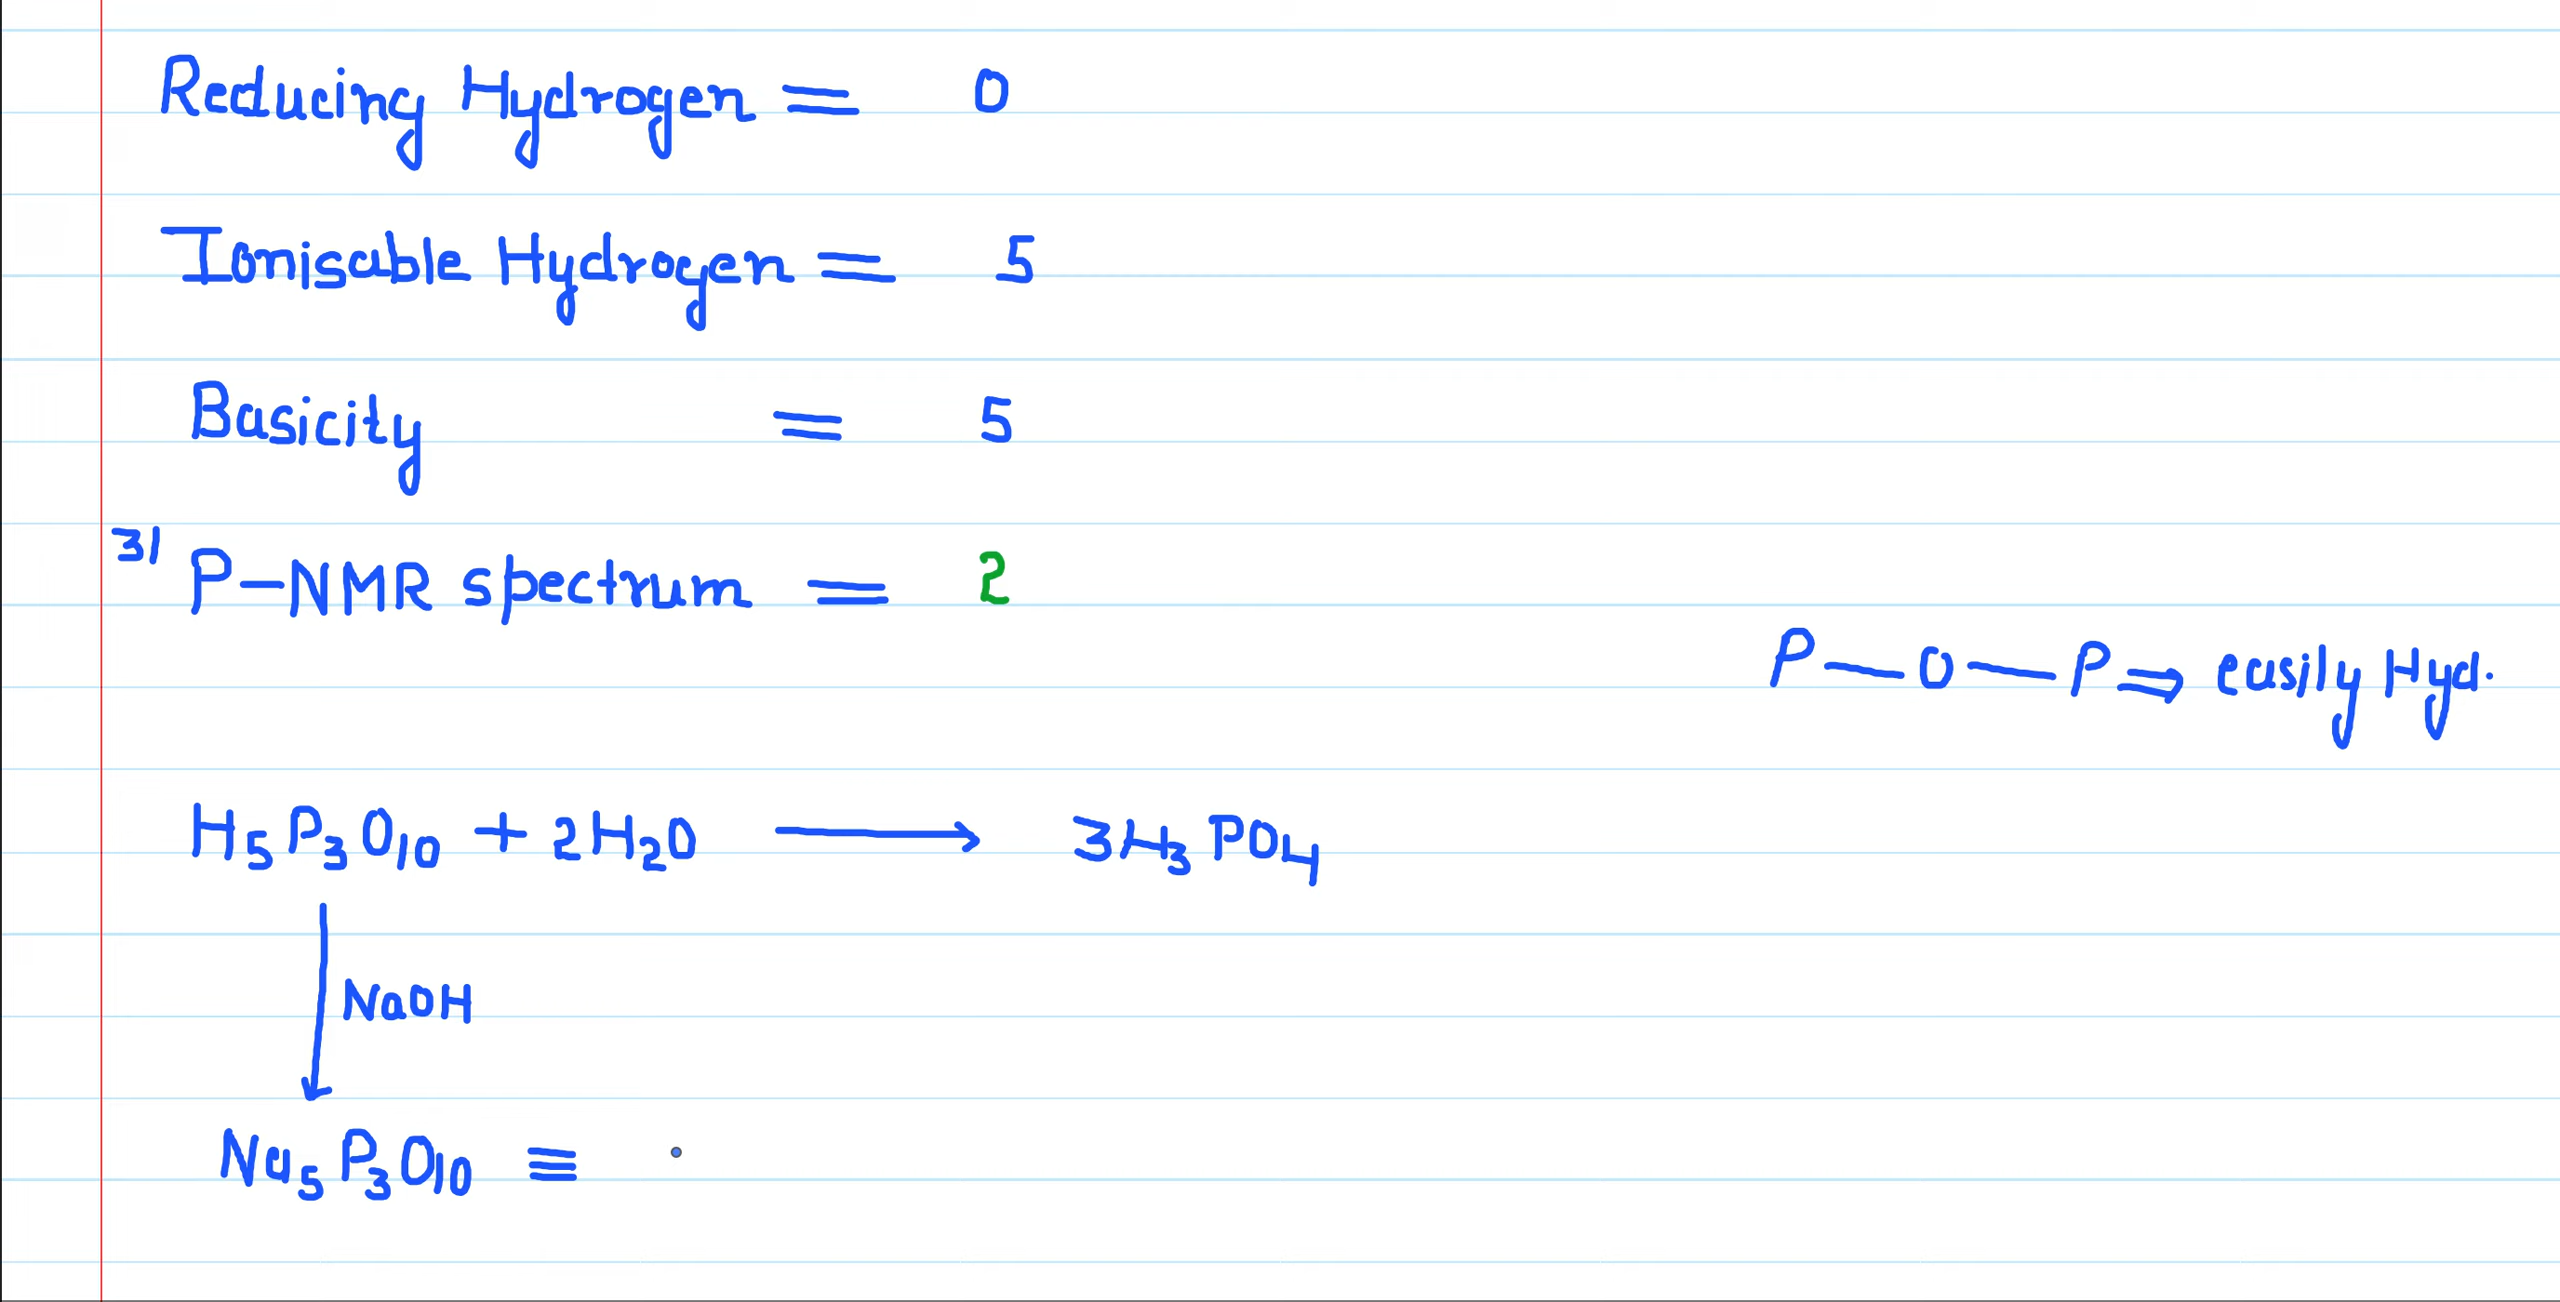 Reducing Hydrogen = 0
Ionisable Hydrogen = 5
Basicity = 5
³¹P-NMR spectrum = 2
P-O-P ⇒ easily Hyd.
H₅P₃O₁₀ + 2H₂O ⟶ 3H₃PO₄
↓ NaOH
Na₅P₃O₁₀ ≡